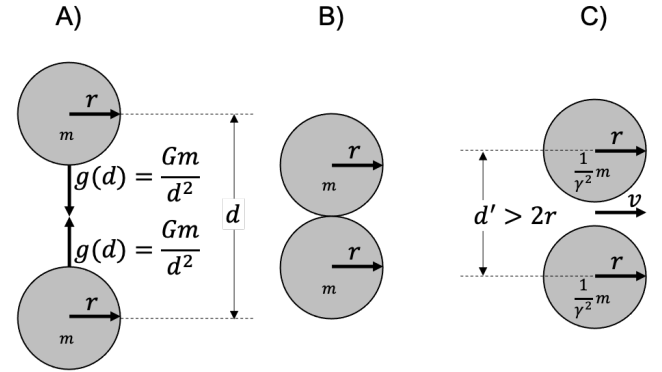 A)
r
m
g(d) = Gm/d²
g(d) = Gm/d²
r
m
d
B)
r
m
r
m
C)
r
1/γ² m
v
d′ > 2r
r
1/γ² m